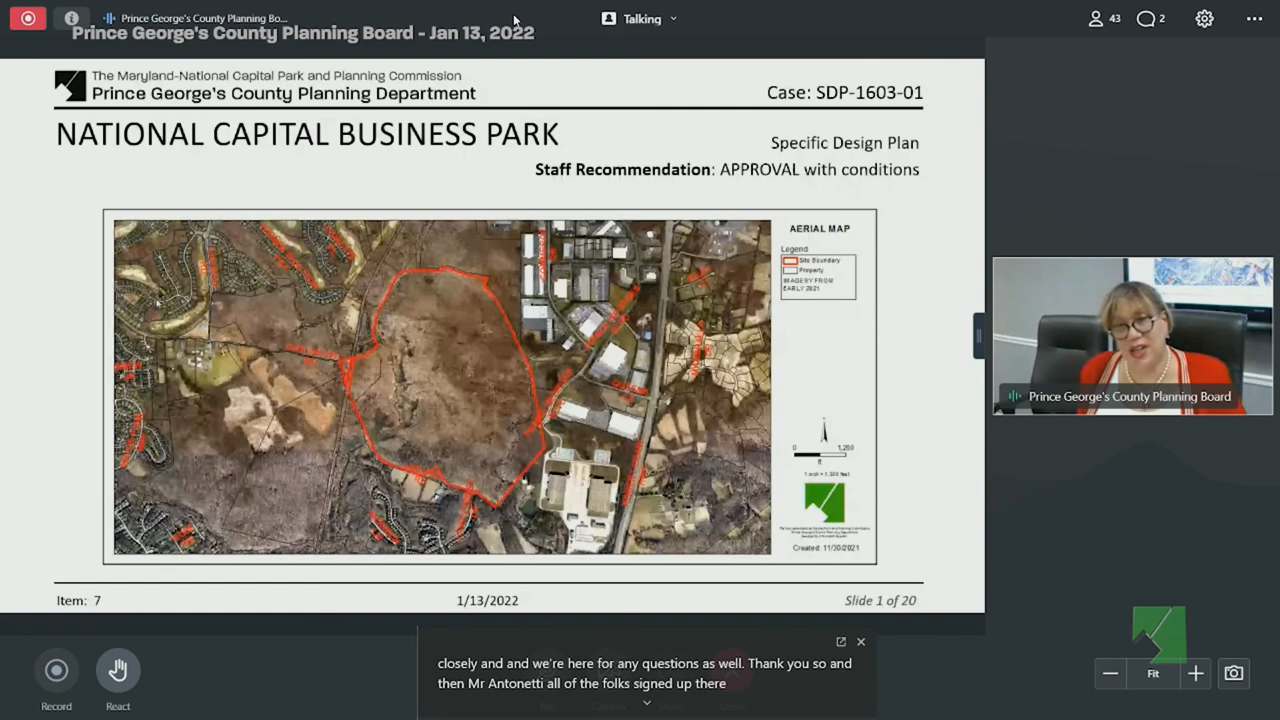 Prince George's County Planning Bo...
Talking
43
2
Prince George's County Planning Board - Jan 13, 2022
The Maryland-National Capital Park and Planning Commission
Prince George's County Planning Department
Case: SDP-1603-01
NATIONAL CAPITAL BUSINESS PARK
Specific Design Plan
Staff Recommendation: APPROVAL with conditions
AERIAL MAP
Legend
Site Boundary
Property
IMAGERY FROM
EARLY 2021
0 1,250
ft
Created: 11/30/2021
Prince George's County Planning Board
Item: 7
1/13/2022
Slide 1 of 20
closely and and we're here for any questions as well. Thank you so and
then Mr Antonetti all of the folks signed up there
Record
React
Fit